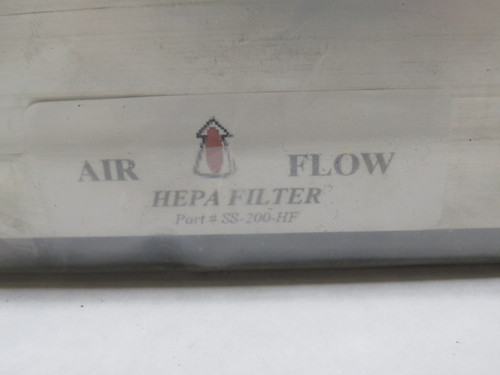 AIR FLOW
HEPA FILTER
Part # SS-200-HF